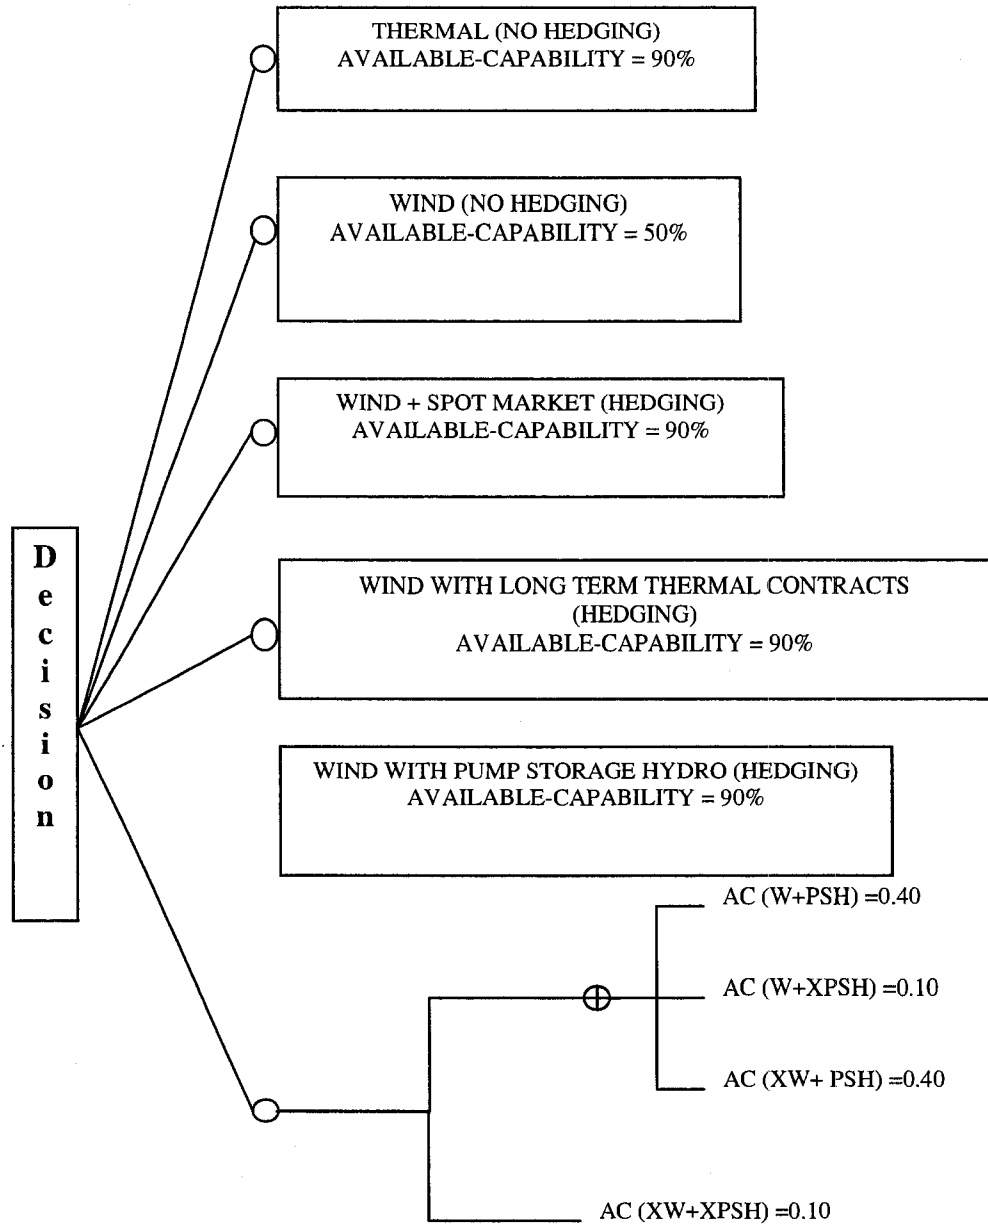 THERMAL (NO HEDGING)
AVAILABLE-CAPABILITY = 90%
WIND (NO HEDGING)
AVAILABLE-CAPABILITY = 50%
WIND + SPOT MARKET (HEDGING)
AVAILABLE-CAPABILITY = 90%
Decision
WIND WITH LONG TERM THERMAL CONTRACTS
(HEDGING)
AVAILABLE-CAPABILITY = 90%
WIND WITH PUMP STORAGE HYDRO (HEDGING)
AVAILABLE-CAPABILITY = 90%
AC (W+PSH) =0.40
AC (W+XPSH) =0.10
AC (XW+ PSH) =0.40
AC (XW+XPSH) =0.10